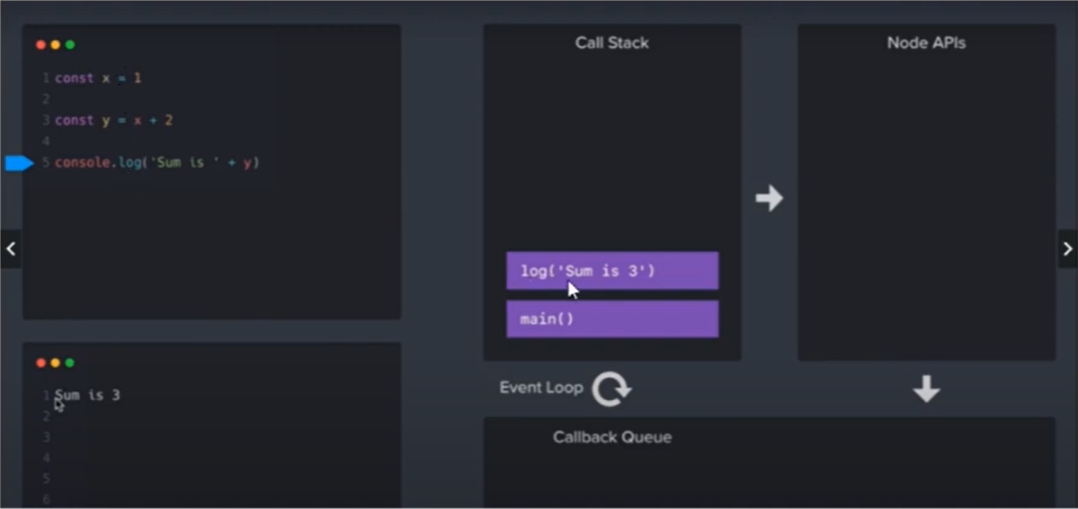 1 const x = 1
2
3 const y = x + 2
4
5 console.log('Sum is ' + y)
Call Stack
log('Sum is 3')
main()
Node APIs
Event Loop
Callback Queue
1 Sum is 3
2
3
4
5
6